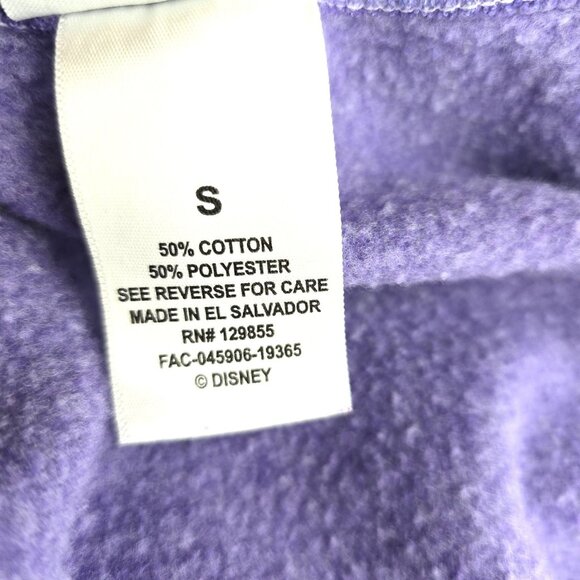 S
50% COTTON
50% POLYESTER
SEE REVERSE FOR CARE
MADE IN EL SALVADOR
RN# 129855
FAC-045906-19365
© DISNEY